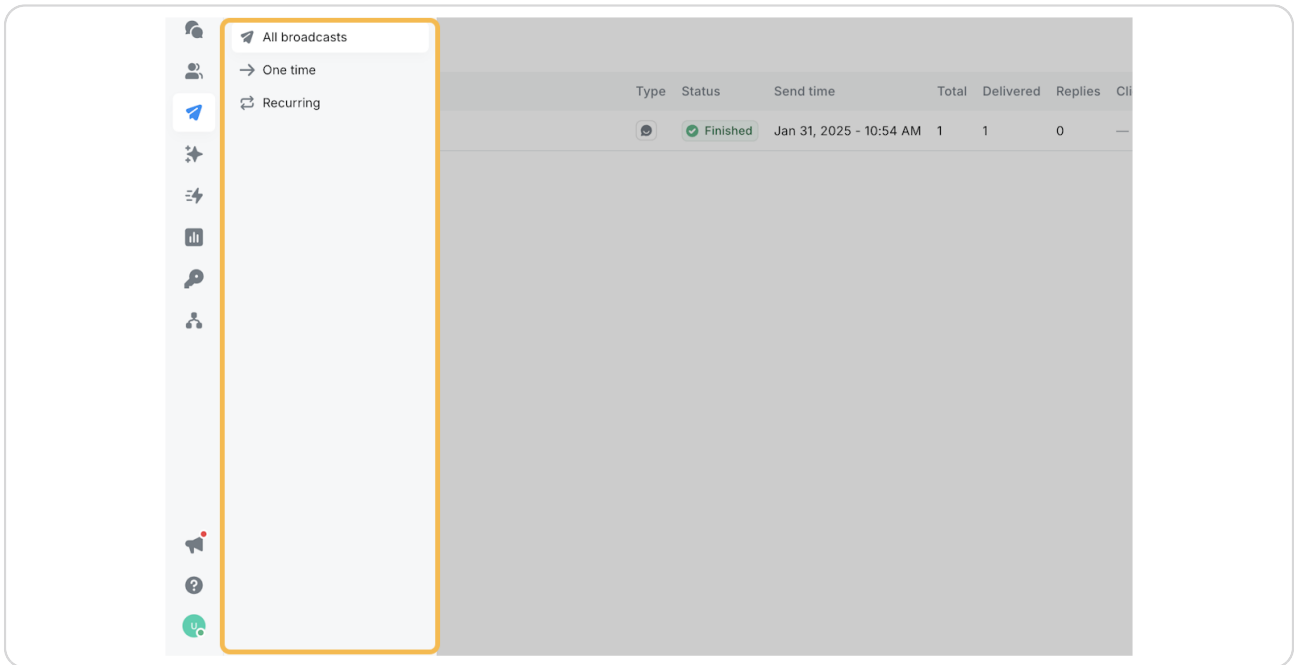 All broadcasts
One time
Recurring
Type Status Send time Total Delivered Replies Cli
Finished Jan 31, 2025 - 10:54 AM 1 1 0 —
U